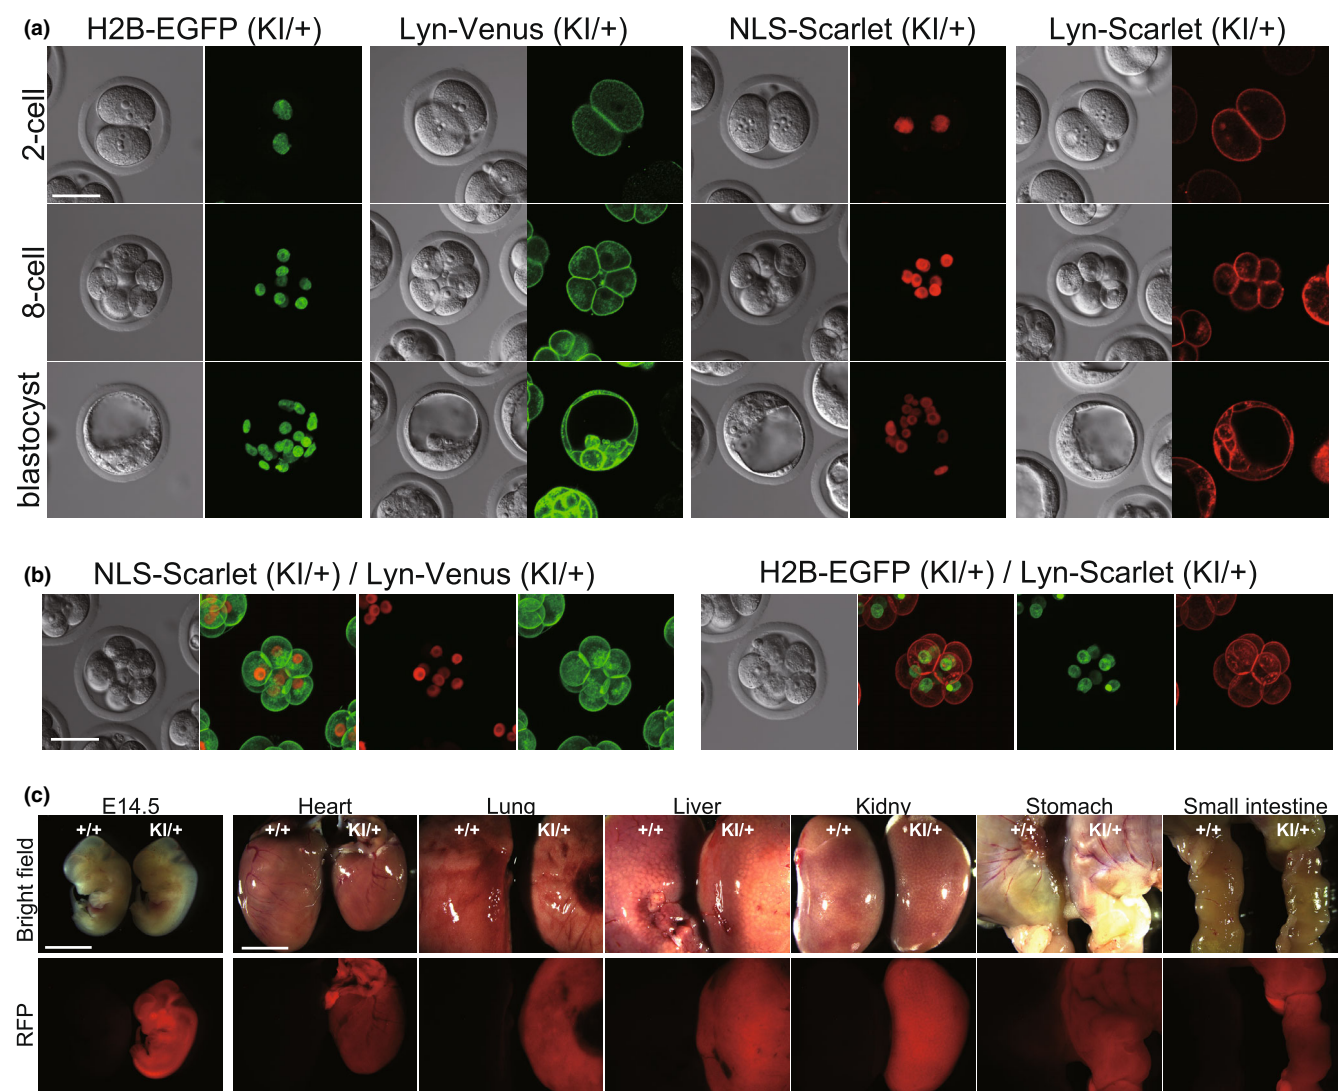 (a)
H2B-EGFP (KI/+) Lyn-Venus (KI/+) NLS-Scarlet (KI/+) Lyn-Scarlet (KI/+)
2-cell
8-cell
blastocyst
(b)
NLS-Scarlet (KI/+) / Lyn-Venus (KI/+) H2B-EGFP (KI/+) / Lyn-Scarlet (KI/+)
(c)
E14.5 Heart Lung Liver Kidny Stomach Small intestine
+/+ KI/+ +/+ KI/+ +/+ KI/+ +/+ KI/+ +/+ KI/+ +/+ KI/+ +/+ KI/+
Bright field
RFP